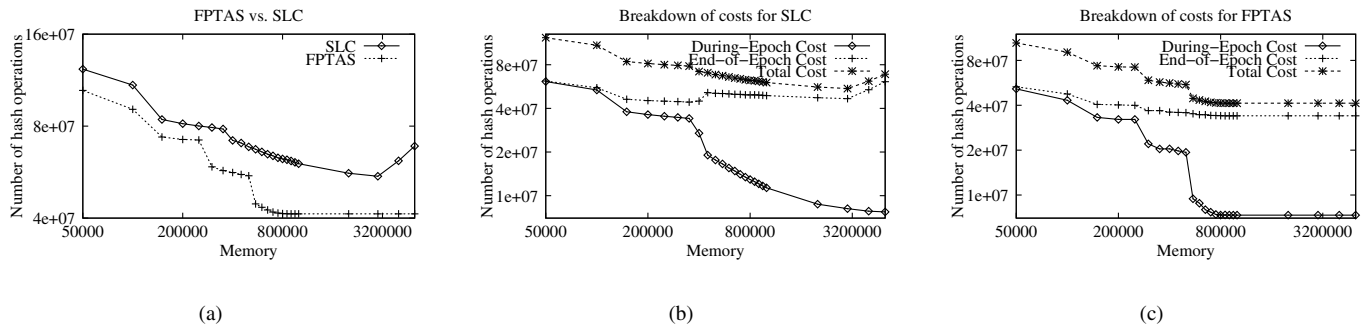 FPTAS vs. SLC
16e+07
8e+07
4e+07
Number of hash operations
SLC
FPTAS
50000
200000
800000
3200000
Memory
(a)
Breakdown of costs for SLC
8e+07
4e+07
2e+07
1e+07
Number of hash operations
During-Epoch Cost
End-of-Epoch Cost
Total Cost
50000
200000
800000
3200000
Memory
(b)
Breakdown of costs for FPTAS
8e+07
4e+07
2e+07
1e+07
Number of hash operations
During-Epoch Cost
End-of-Epoch Cost
Total Cost
50000
200000
800000
3200000
Memory
(c)